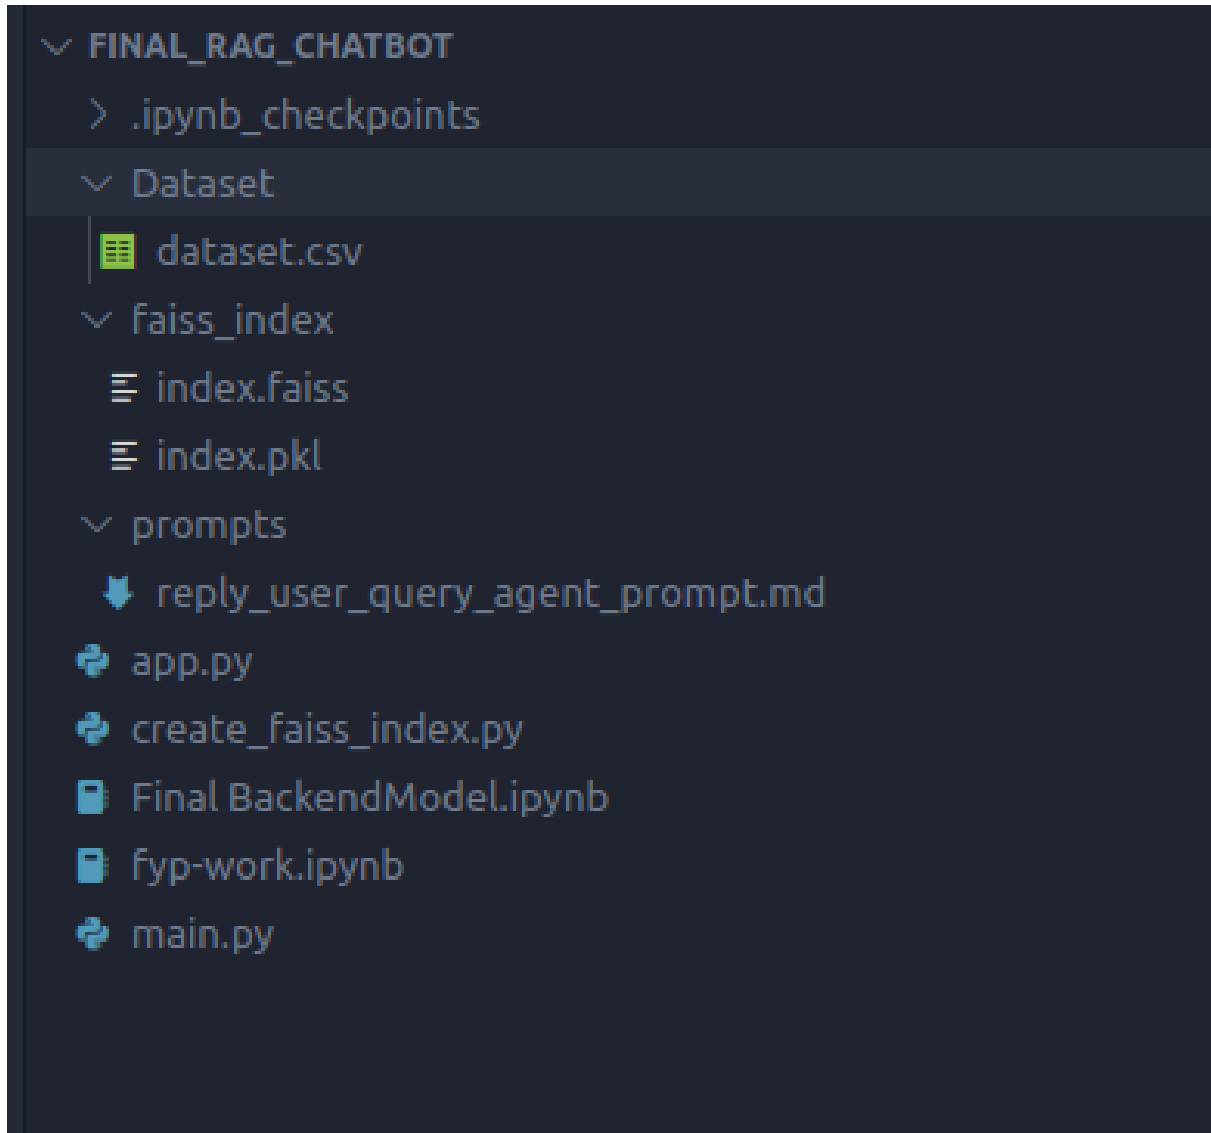 FINAL_RAG_CHATBOT
.ipynb_checkpoints
Dataset
dataset.csv
faiss_index
index.faiss
index.pkl
prompts
reply_user_query_agent_prompt.md
app.py
create_faiss_index.py
Final BackendModel.ipynb
fyp-work.ipynb
main.py